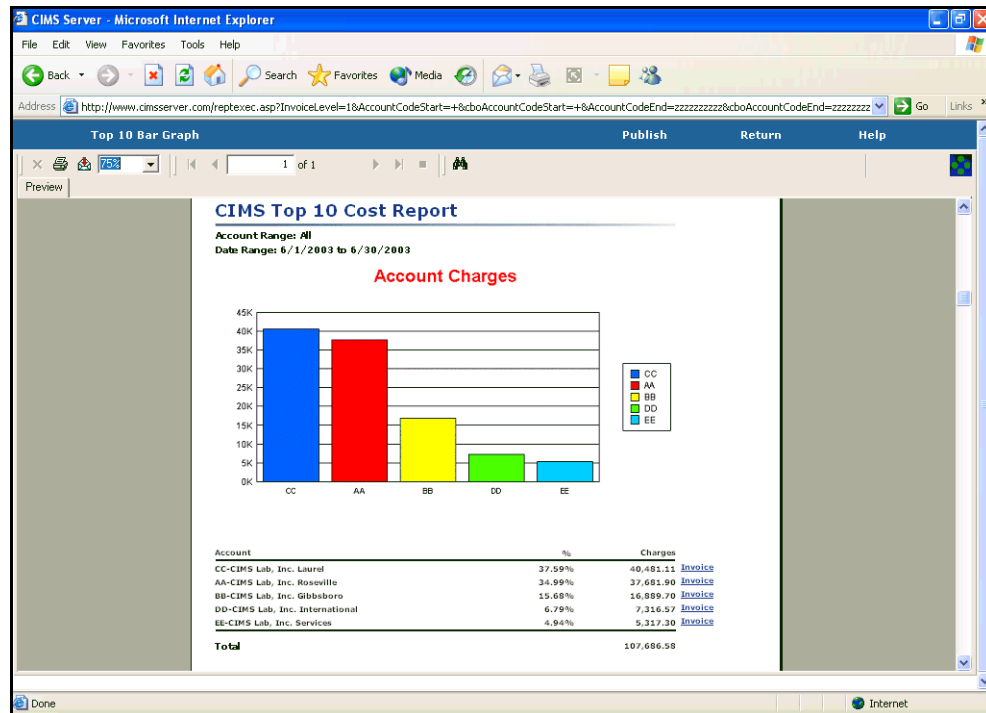 CIMS Server - Microsoft Internet Explorer
File Edit View Favorites Tools Help
Back Search Favorites Media
Address http://www.cimsserver.com/reptexec.asp?InvoiceLevel=1&AccountCodeStart=+&cboAccountCodeStart=+&AccountCodeEnd=zzzzzzzzzz&cboAccountCodeEnd=zzzzzzzz Go Links »
Top 10 Bar Graph Publish Return Help
75% 1 of 1
Preview
CIMS Top 10 Cost Report
Account Range: All
Date Range: 6/1/2003 to 6/30/2003
Account Charges
45K
40K
35K
30K
25K
20K
15K
10K
5K
0K
CC AA BB DD EE
CC
AA
BB
DD
EE
Account % Charges
CC-CIMS Lab, Inc. Laurel 37.59% 40,481.11 Invoice
AA-CIMS Lab, Inc. Roseville 34.99% 37,681.90 Invoice
BB-CIMS Lab, Inc. Gibbsboro 15.68% 16,889.70 Invoice
DD-CIMS Lab, Inc. International 6.79% 7,316.57 Invoice
EE-CIMS Lab, Inc. Services 4.94% 5,317.30 Invoice
Total 107,686.58
Done Internet